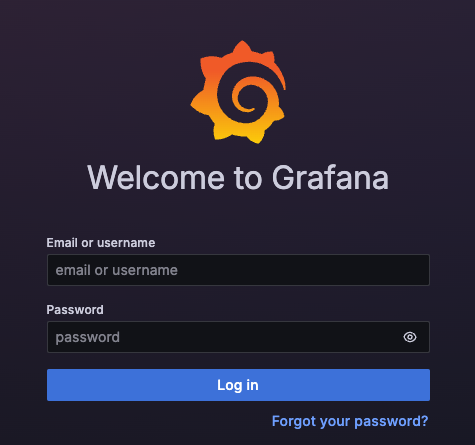 Welcome to Grafana
Email or username
email or username
Password
password
Log in
Forgot your password?